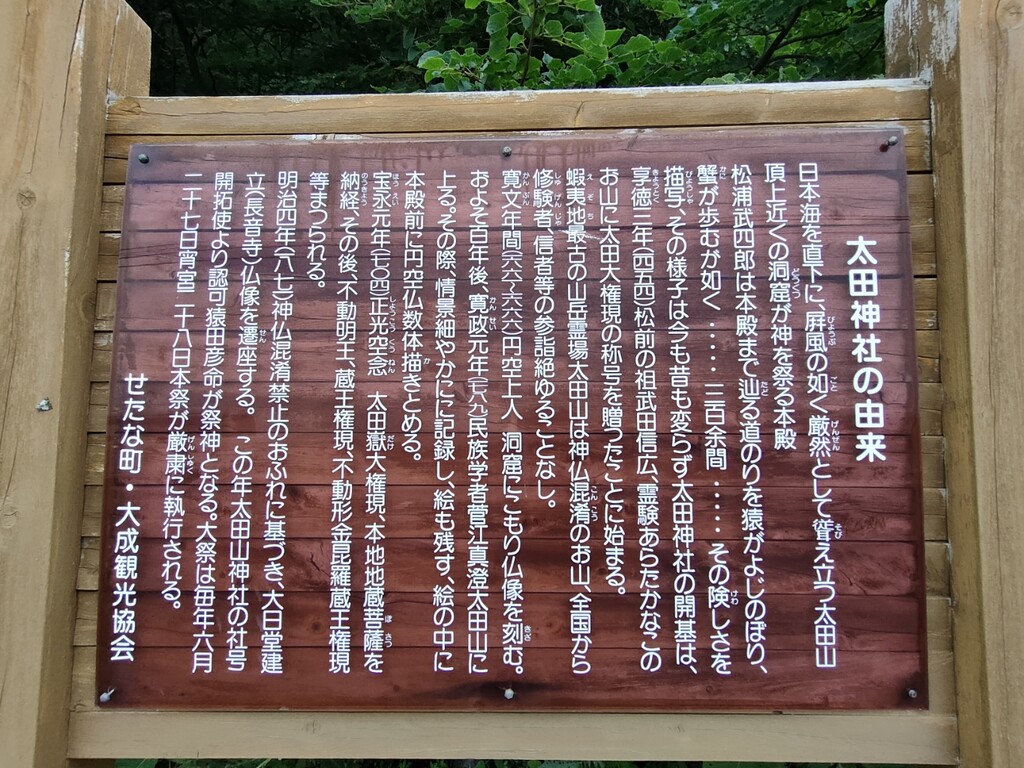 太田神社の由来
日本海を直下に、屏風の如く厳然として聳え立つ太田山
頂上近くの洞窟が神を祭る本殿
松浦武四郎は本殿まで辿る道のりを猿がよじのぼり、
蟹が歩むが如く・・・・三百余間・・・・・その険しさを
描写、その様子は今も昔も変らず太田神社の開基は、
享徳三年(一四五四)松前の祖武田信広、霊験あらたかなこの
お山に太田大権現の称号を贈ったことに始まる。
蝦夷地最古の山岳霊場太田山は神仏混淆のお山、全国から
修験者、信者等の参詣絶ゆることなし。
寛文年間(一六六一〜一六六六)円空上人 洞窟にこもり仏像を刻む。
およそ百年後、寛政元年(一七八九)民族学者菅江真澄太田山に
上る。その際、情景細やかにに記録し、絵も残す、絵の中に
本殿前に円空仏数体描きとめる。
宝永元年(一七〇四)正光空念 太田嶽大権現、本地地蔵菩薩を
納経、その後、不動明王、蔵王権現、不動形金毘羅蔵王権現
等まつられる。
明治四年(一八七一)神仏混淆禁止のおふれに基づき、大日堂建
立(長音寺)仏像を遷座する。 この年太田山神社の社号
開拓使より認可猿田彦命が祭神となる。大祭は毎年六月
二十七日宵宮 二十八日本祭が厳粛に執行される。
せたな町・大成観光協会